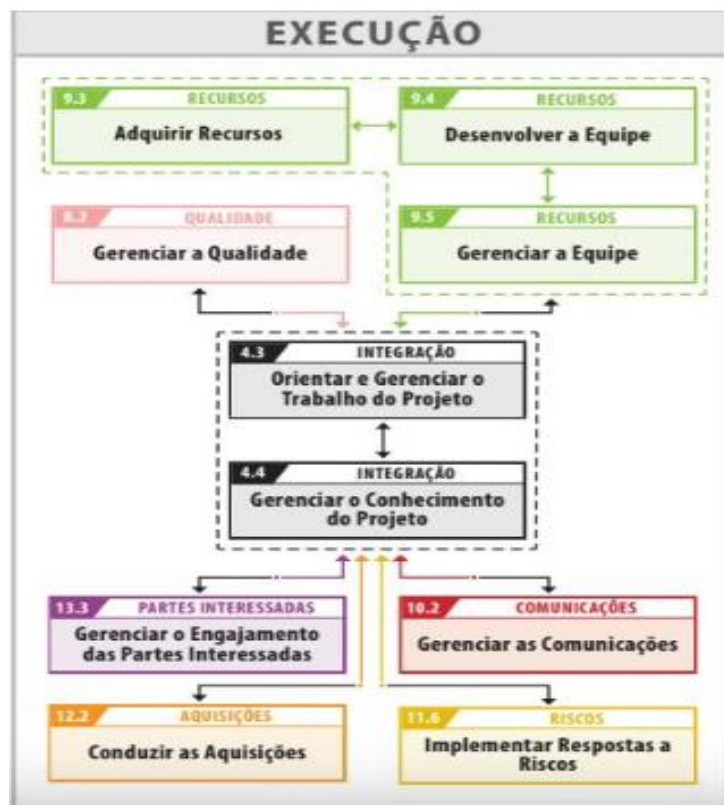 EXECUÇÃO
9.3 RECURSOS
Adquirir Recursos
9.4 RECURSOS
Desenvolver a Equipe
8.2 QUALIDADE
Gerenciar a Qualidade
9.5 RECURSOS
Gerenciar a Equipe
4.3 INTEGRAÇÃO
Orientar e Gerenciar o
Trabalho do Projeto
4.4 INTEGRAÇÃO
Gerenciar o Conhecimento
do Projeto
13.3 PARTES INTERESSADAS
Gerenciar o Engajamento
das Partes Interessadas
10.2 COMUNICAÇÕES
Gerenciar as Comunicações
12.2 AQUISIÇÕES
Conduzir as Aquisições
11.6 RISCOS
Implementar Respostas a
Riscos